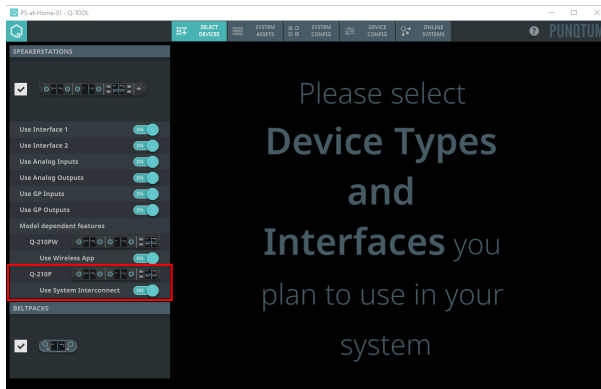 PS-at-Home-01 - Q-TOOL
SELECT DEVICES
SYSTEM ASSETS
SYSTEM CONFIG
DEVICE CONFIG
ONLINE SYSTEMS
? PUNQTUM
SPEAKERSTATIONS
Use Interface 1 ON
Use Interface 2 ON
Use Analog Inputs ON
Use Analog Outputs ON
Use GP Inputs ON
Use GP Outputs ON
Model dependent features
Q-210PW
Use Wireless App ON
Q-210P
Use System Interconnect ON
BELTPACKS
Please select
Device Types
and
Interfaces you
plan to use in your
system